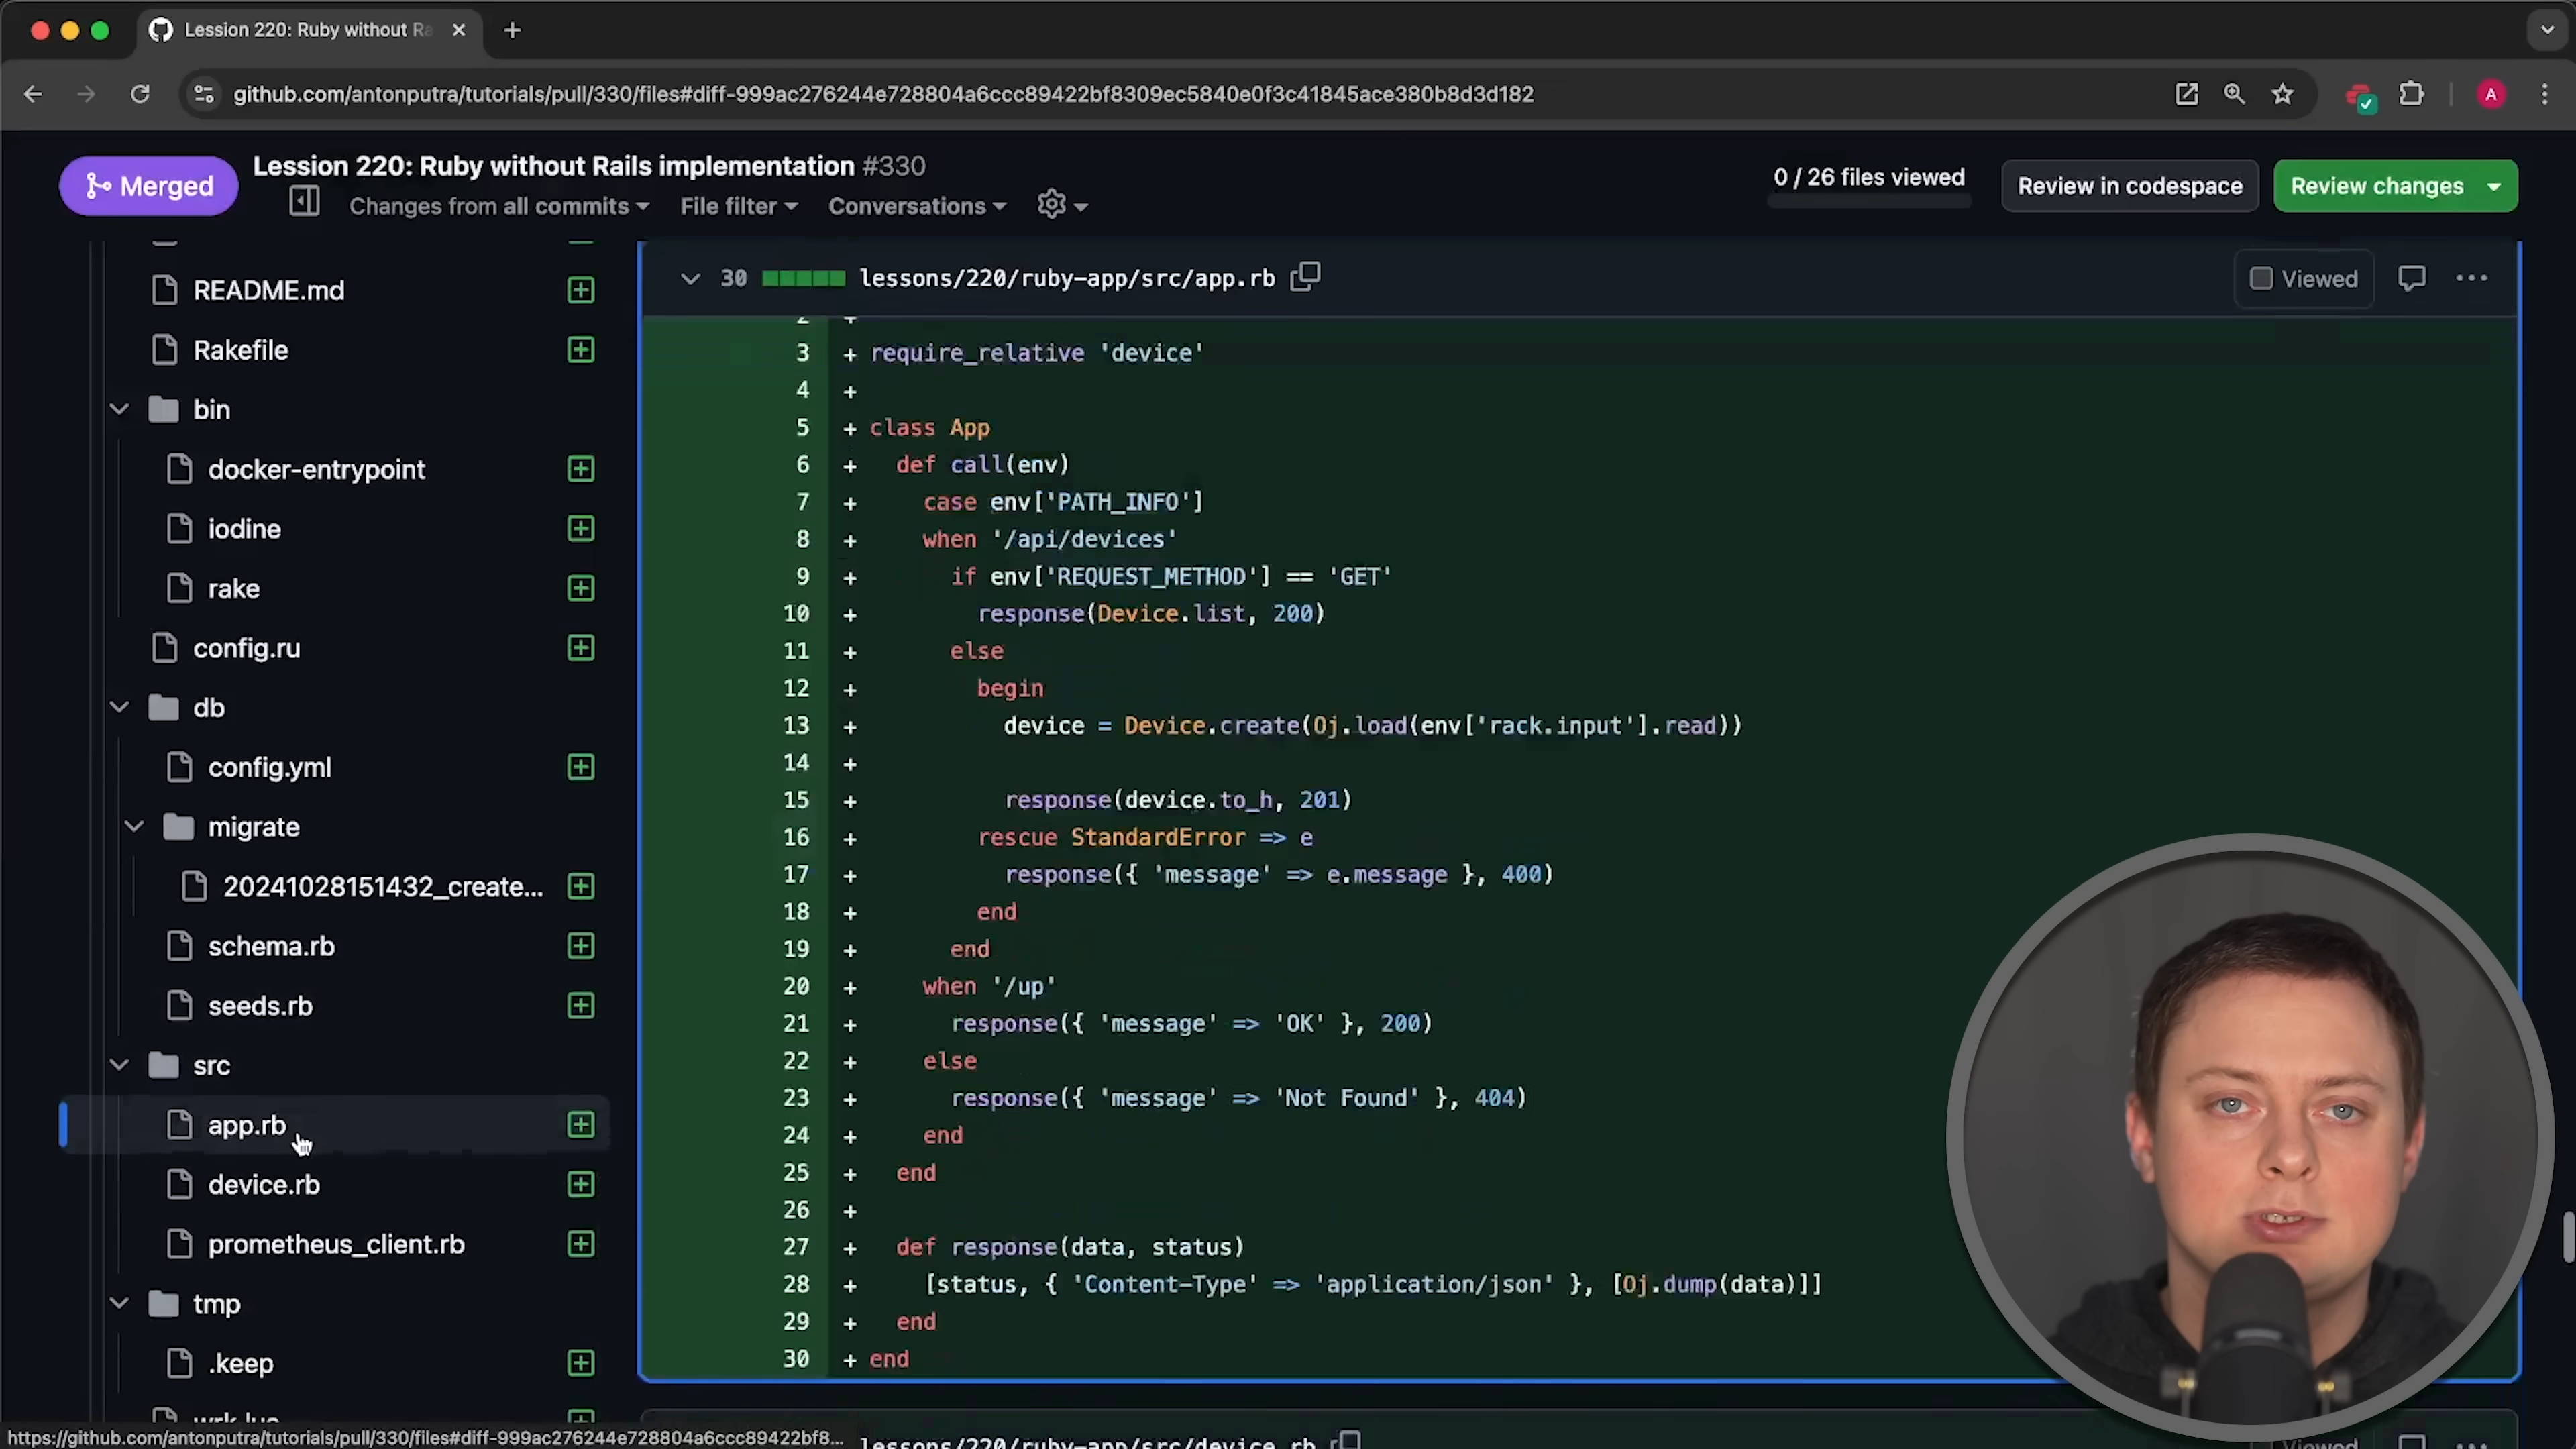 Lession 220: Ruby without Ra
github.com/antonputra/tutorials/pull/330/files#diff-999ac276244e728804a6ccc89422bf8309ec5840e0f3c41845ace380b8d3d182
A
Merged
Lession 220: Ruby without Rails implementation #330
Changes from all commits
File filter
Conversations
0 / 26 files viewed
Review in codespace
Review changes
README.md
Rakefile
bin
docker-entrypoint
iodine
rake
config.ru
db
config.yml
migrate
20241028151432_create...
schema.rb
seeds.rb
src
app.rb
device.rb
prometheus_client.rb
tmp
.keep
wrk.lua
30 lessons/220/ruby-app/src/app.rb
Viewed
2 +
3 + require_relative 'device'
4 +
5 + class App
6 + def call(env)
7 + case env['PATH_INFO']
8 + when '/api/devices'
9 + if env['REQUEST_METHOD'] == 'GET'
10 + response(Device.list, 200)
11 + else
12 + begin
13 + device = Device.create(Oj.load(env['rack.input'].read))
14 +
15 + response(device.to_h, 201)
16 + rescue StandardError => e
17 + response({ 'message' => e.message }, 400)
18 + end
19 + end
20 + when '/up'
21 + response({ 'message' => 'OK' }, 200)
22 + else
23 + response({ 'message' => 'Not Found' }, 404)
24 + end
25 + end
26 +
27 + def response(data, status)
28 + [status, { 'Content-Type' => 'application/json' }, [Oj.dump(data)]]
29 + end
30 + end
https://github.com/antonputra/tutorials/pull/330/files#diff-999ac276244e728804a6ccc89422bf8...
lessons/220/ruby-app/src/device.rb
Viewed